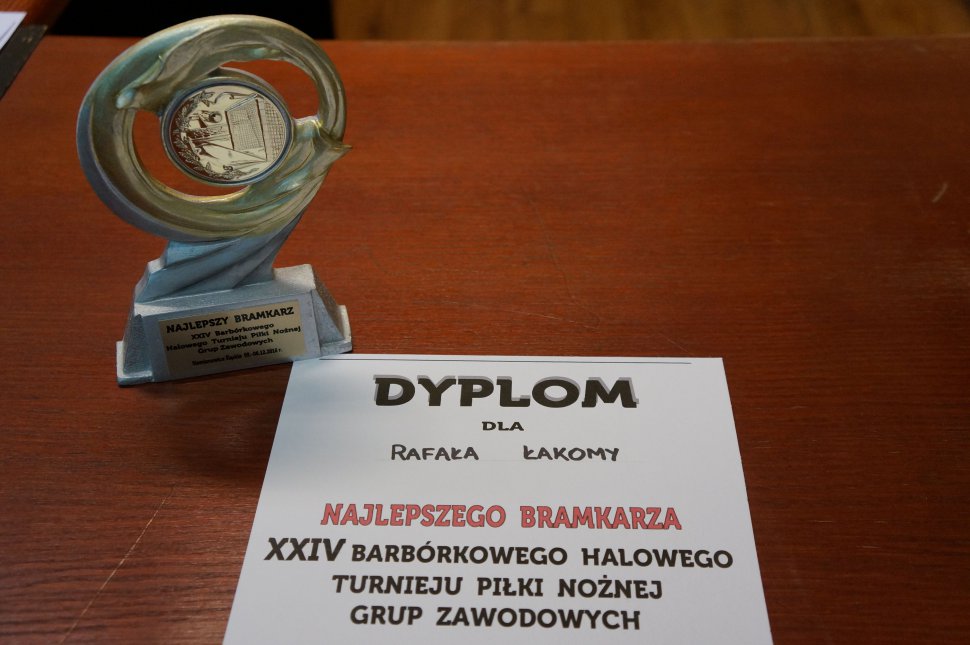 NAJLEPSZY BRAMKARZ
XXIV Barbórkowego
Halowego Turnieju Piłki Nożnej
Grup Zawodowych
DYPLOM
DLA
RAFAŁA ŁAKOMY
NAJLEPSZEGO BRAMKARZA
XXIV BARBÓRKOWEGO HALOWEGO
TURNIEJU PIŁKI NOŻNEJ
GRUP ZAWODOWYCH